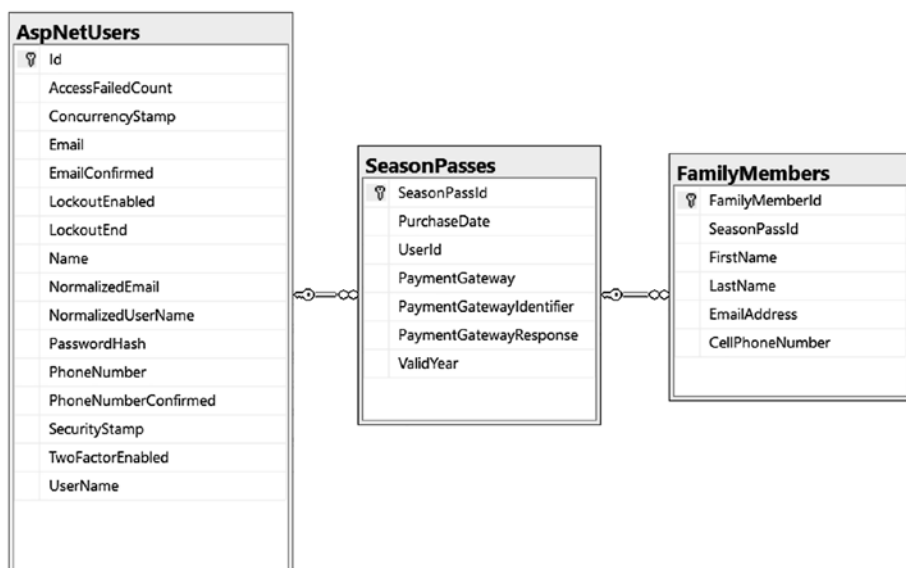 AspNetUsers
Id
AccessFailedCount
ConcurrencyStamp
Email
EmailConfirmed
LockoutEnabled
LockoutEnd
Name
NormalizedEmail
NormalizedUserName
PasswordHash
PhoneNumber
PhoneNumberConfirmed
SecurityStamp
TwoFactorEnabled
UserName
SeasonPasses
SeasonPassId
PurchaseDate
UserId
PaymentGateway
PaymentGatewayIdentifier
PaymentGatewayResponse
ValidYear
FamilyMembers
FamilyMemberId
SeasonPassId
FirstName
LastName
EmailAddress
CellPhoneNumber